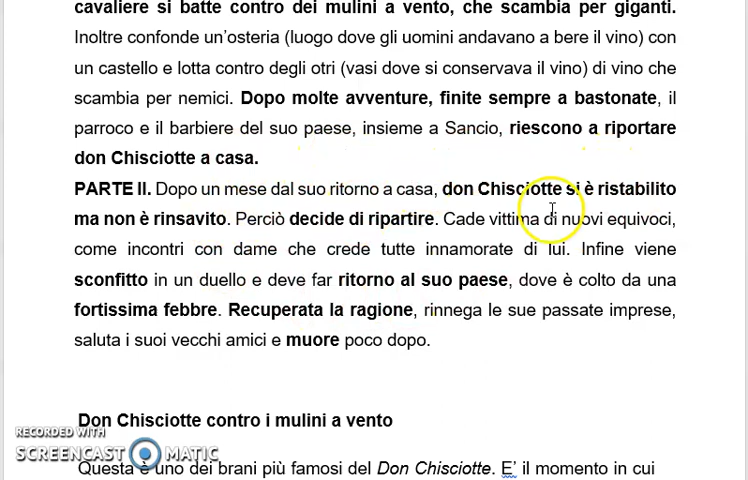 cavaliere si batte contro dei mulini a vento, che scambia per giganti.
Inoltre confonde un'osteria (luogo dove gli uomini andavano a bere il vino) con
un castello e lotta contro degli otri (vasi dove si conservava il vino) di vino che
scambia per nemici. Dopo molte avventure, finite sempre a bastonate, il
parroco e il barbiere del suo paese, insieme a Sancio, riescono a riportare
don Chisciotte a casa.
PARTE II. Dopo un mese dal suo ritorno a casa, don Chisciotte si è ristabilito
ma non è rinsavito. Perciò decide di ripartire. Cade vittima di nuovi equivoci,
come incontri con dame che crede tutte innamorate di lui. Infine viene
sconfitto in un duello e deve far ritorno al suo paese, dove è colto da una
fortissima febbre. Recuperata la ragione, rinnega le sue passate imprese,
saluta i suoi vecchi amici e muore poco dopo.
Don Chisciotte contro i mulini a vento
RECORDED WITH
SCREENCAST MATIC
Questa è uno dei brani più famosi del Don Chisciotte. E' il momento in cui